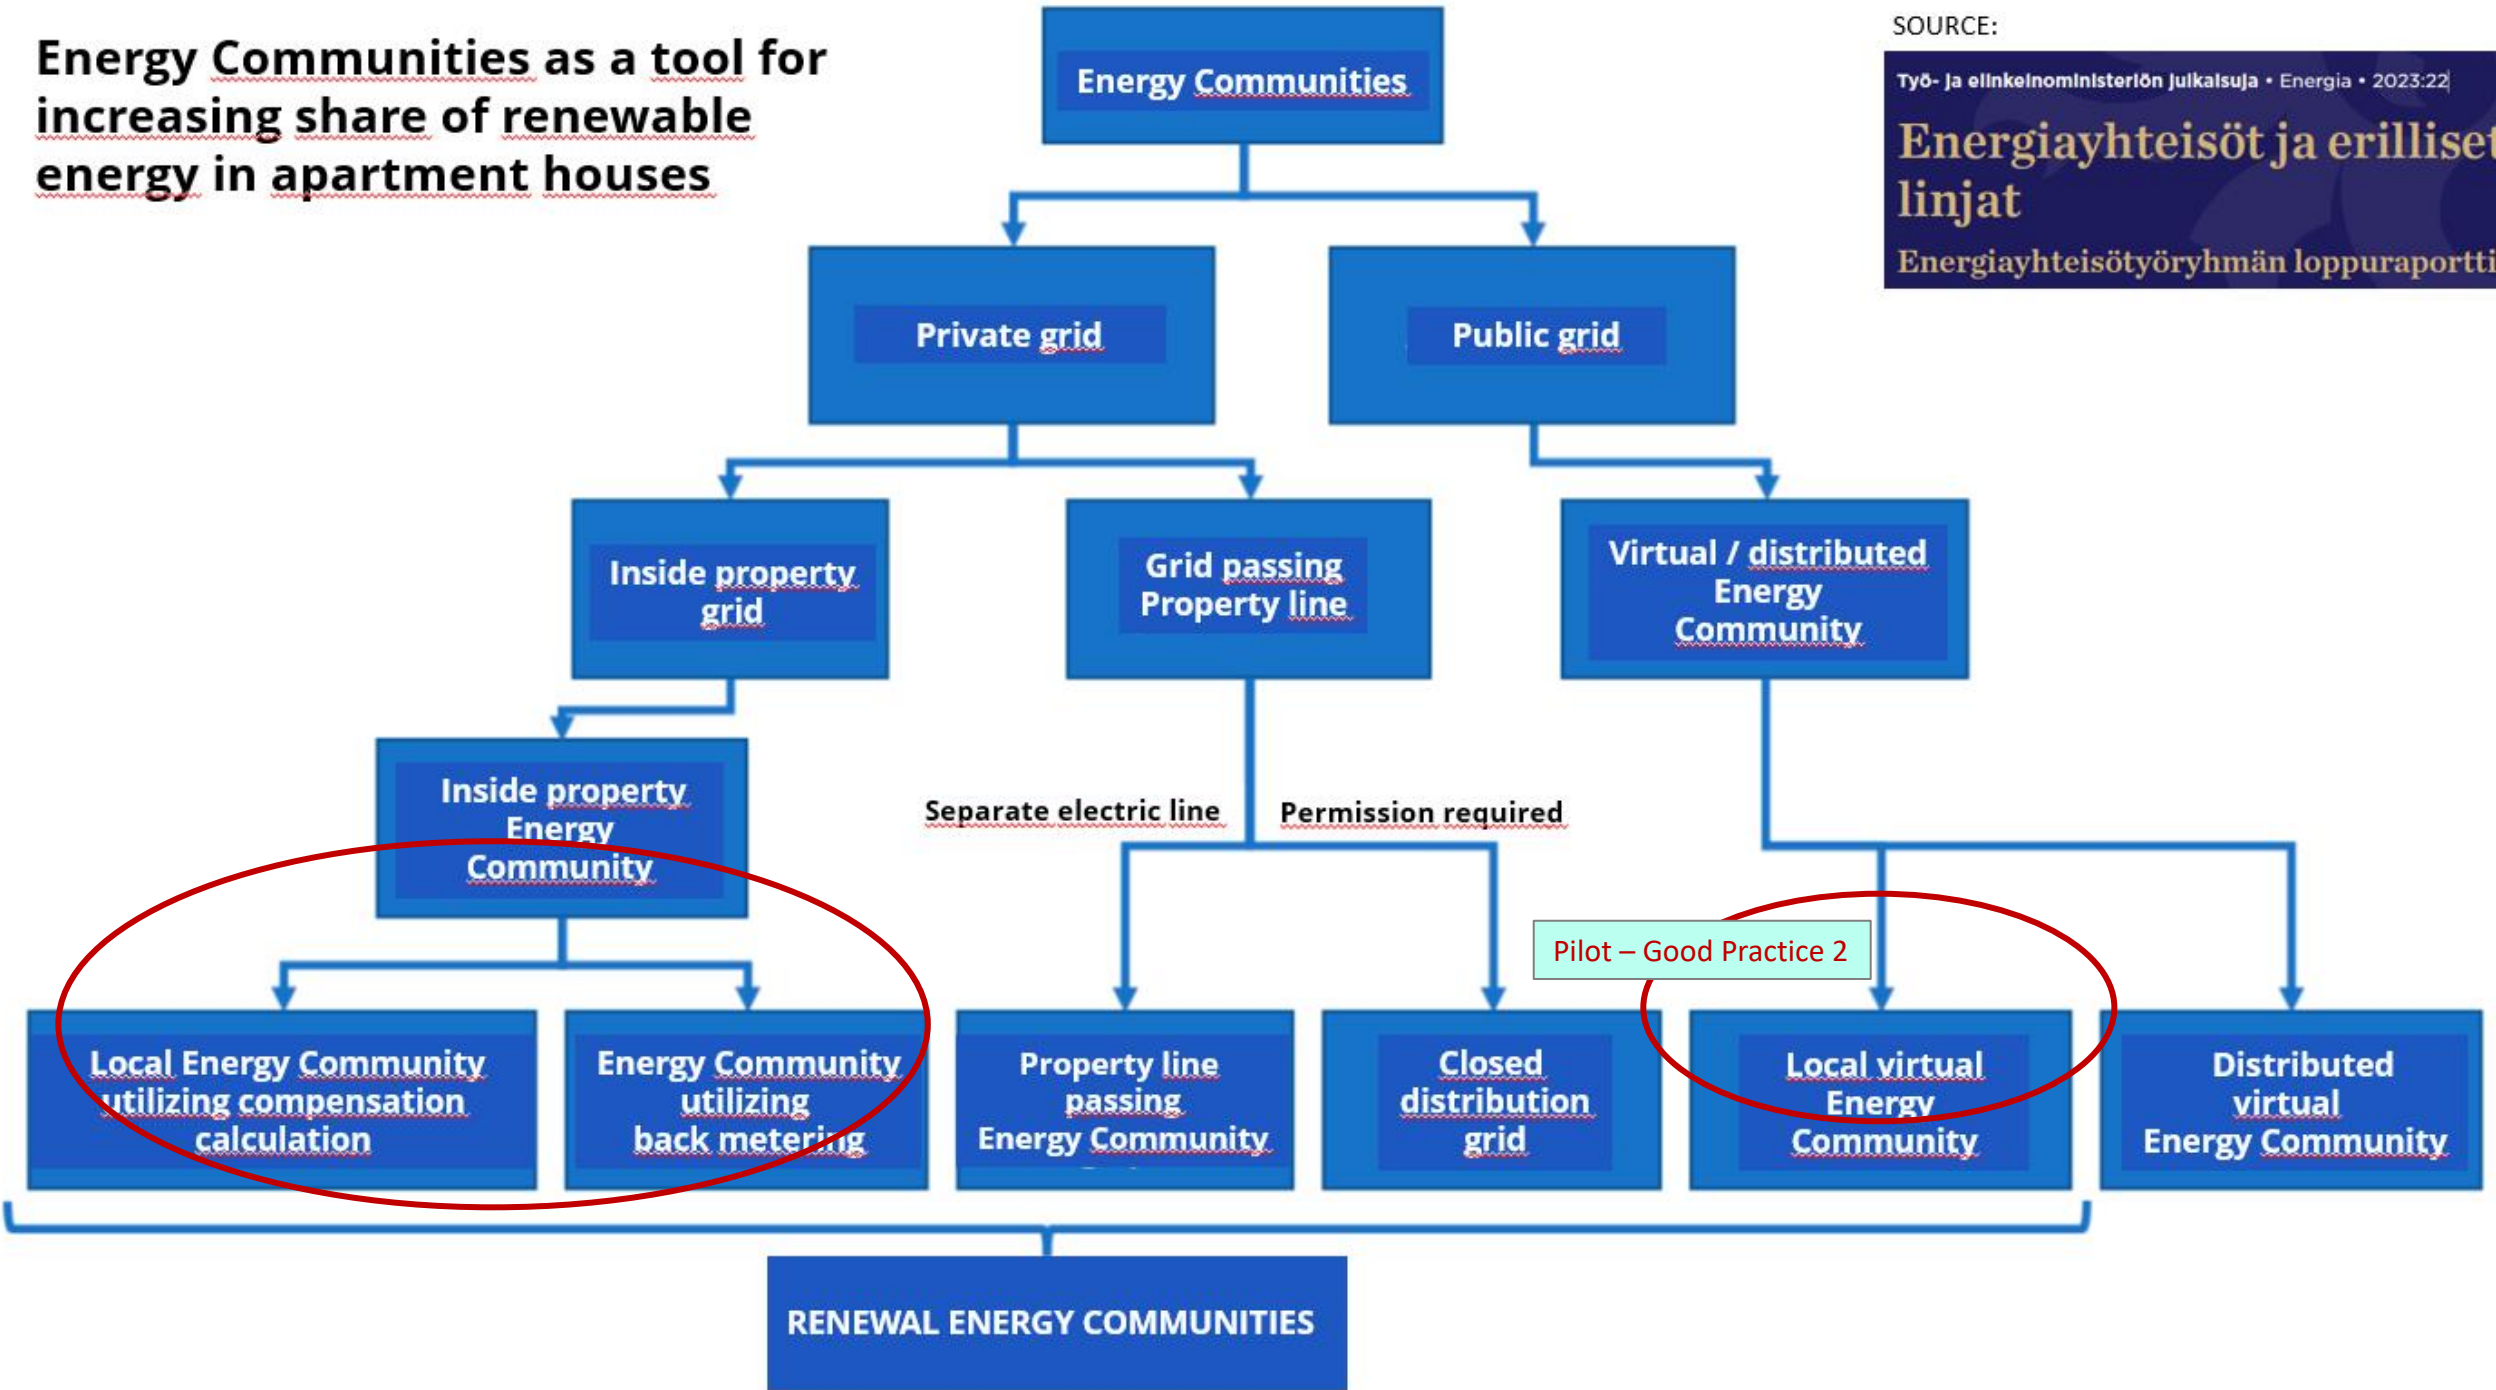 Energy Communities as a tool for
increasing share of renewable
energy in apartment houses
SOURCE:
Työ- ja elinkeinoministeriön julkaisuja • Energia • 2023:22
Energiayhteisöt ja erilliset
linjat
Energiayhteisötyöryhmän loppuraportti
Energy Communities
Private grid
Public grid
Inside property
grid
Grid passing
Property line
Virtual / distributed
Energy
Community
Inside property
Energy
Community
Separate electric line
Permission required
Pilot – Good Practice 2
Local Energy Community
utilizing compensation
calculation
Energy Community
utilizing
back metering
Property line
passing
Energy Community
Closed
distribution
grid
Local virtual
Energy
Community
Distributed
virtual
Energy Community
RENEWAL ENERGY COMMUNITIES